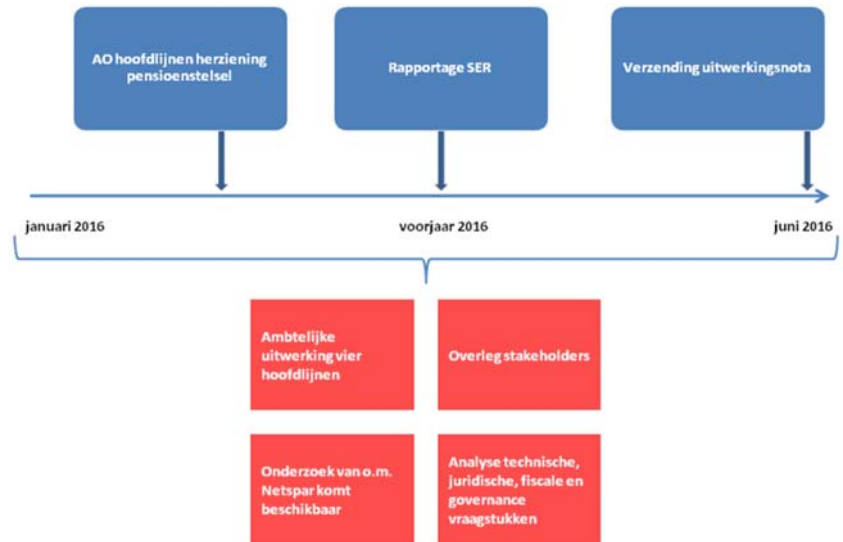 AO hoofdlijnen herziening
pensioenstelsel
Rapportage SER
Verzending uitwerkingsnota
januari 2016
voorjaar 2016
juni 2016
Ambtelijke
uitwerking vier
hoofdlijnen
Overleg stakeholders
Onderzoek van o.m.
Netspar komt
beschikbaar
Analyse technische,
juridische, fiscale en
governance
vraagstukken